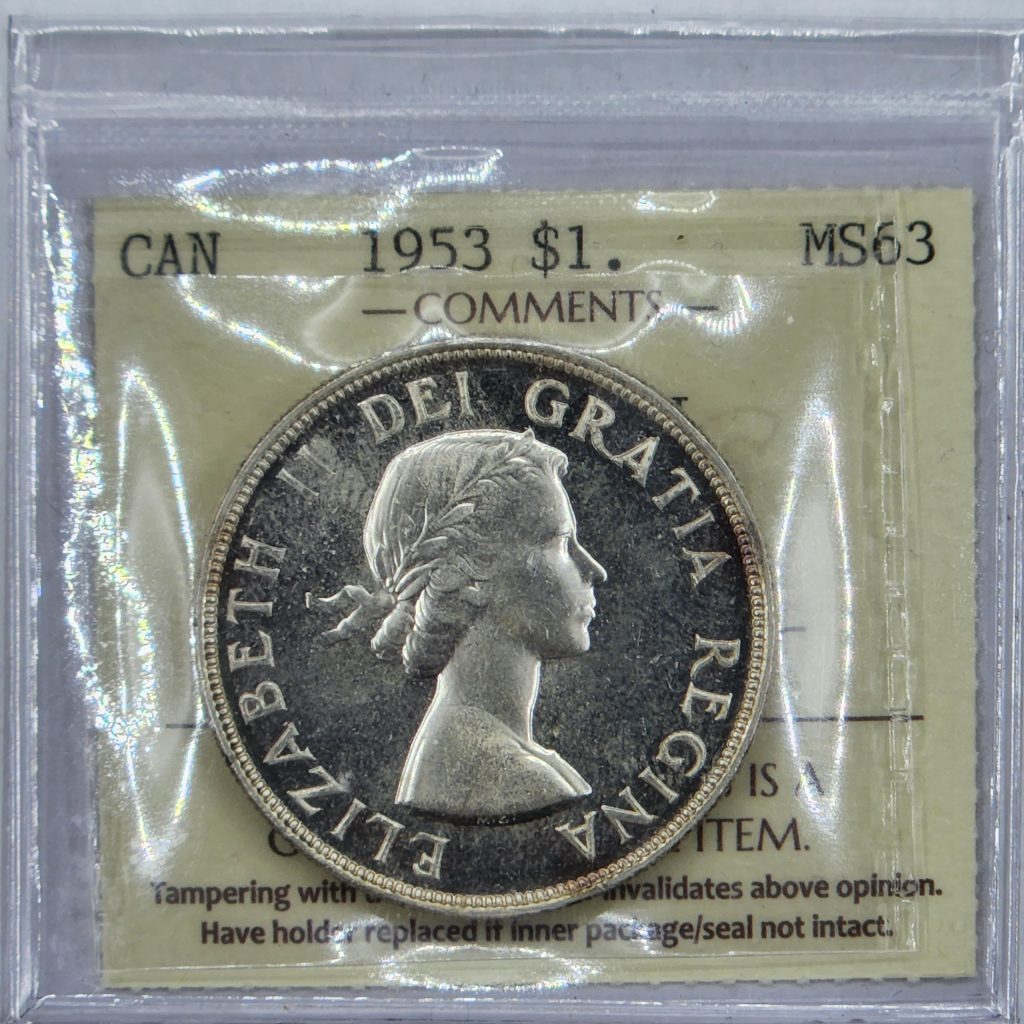 CAN 1953 $1. MS63
—COMMENTS—
ELIZABETH II DEI GRATIA REGINA
IS A
ITEM.
Tampering with invalidates above opinion.
Have holder replaced if inner package/seal not intact.